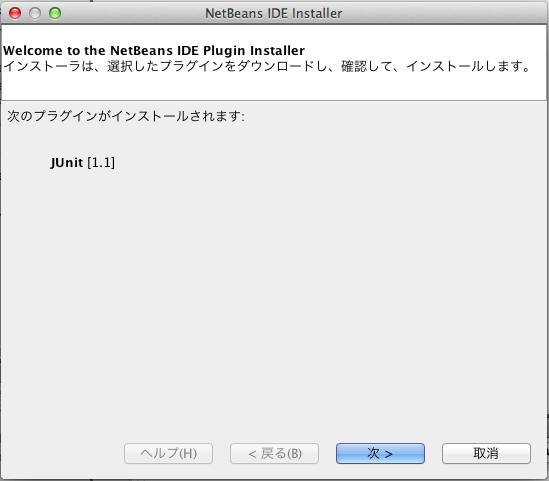 NetBeans IDE Installer
Welcome to the NetBeans IDE Plugin Installer
インストーラは、選択したプラグインをダウンロードし、確認して、インストールします。
次のプラグインがインストールされます:
JUnit [1.1]
ヘルプ(H)
< 戻る(B)
次 >
取消